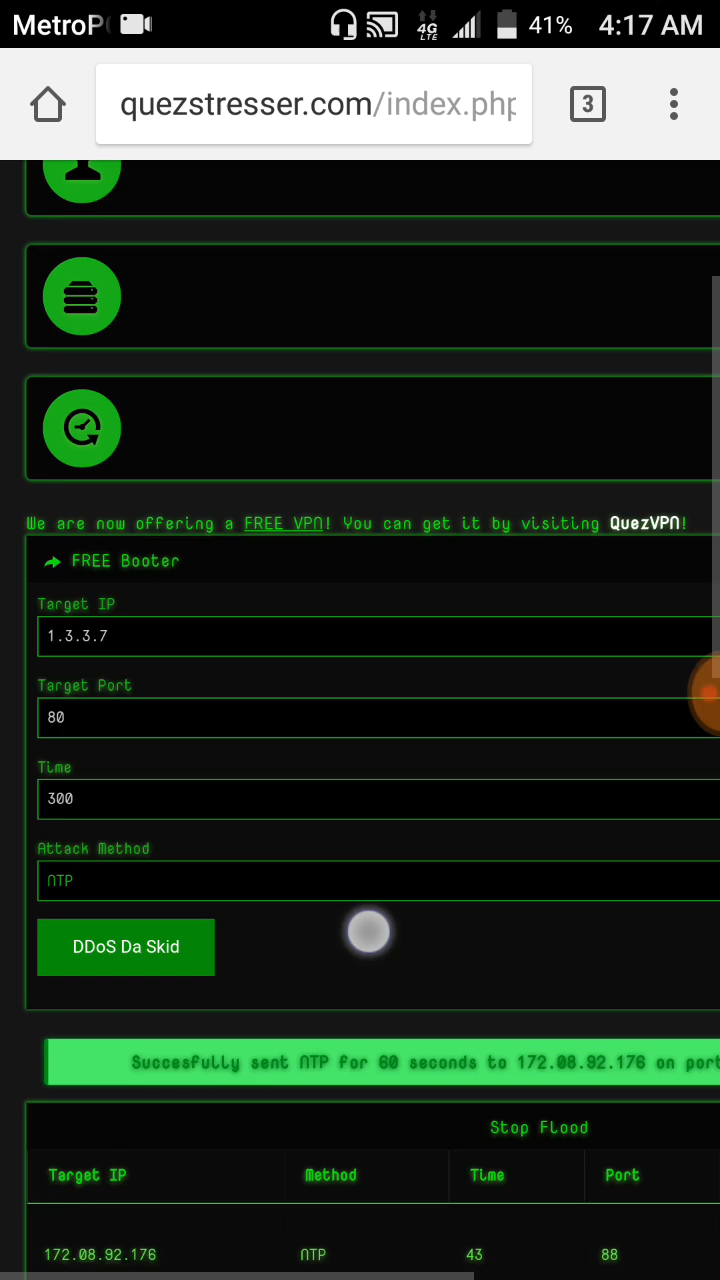 MetroP
4G
LTE
41%
4:17 AM
quezstresser.com/index.php
3
We are now offering a FREE VPN! You can get it by visiting QuezVPN!
FREE Booter
Target IP
1.3.3.7
Target Port
80
Time
300
Attack Method
NTP
DDoS Da Skid
Succesfully sent NTP for 60 seconds to 172.08.92.176 on port
Stop Flood
Target IP Method Time Port
172.08.92.176 NTP 43 88